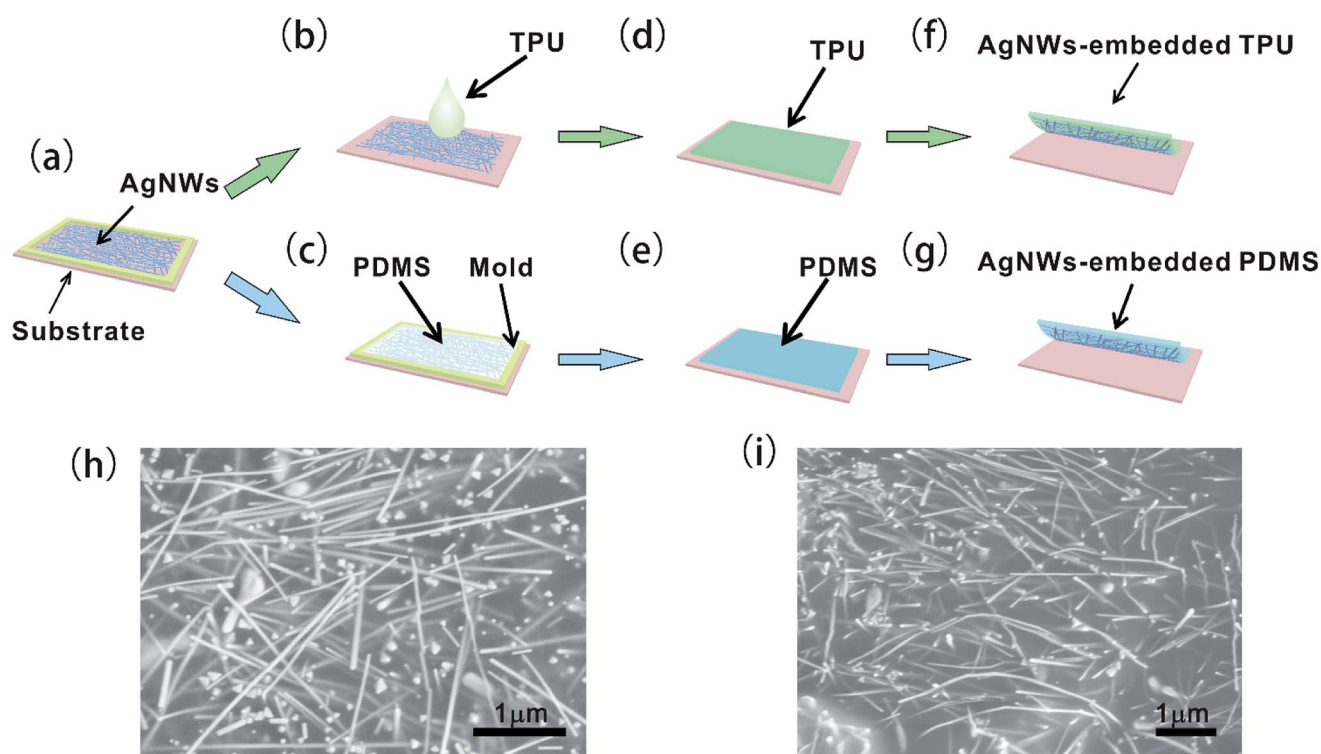 (a)
AgNWs
Substrate
(b)
TPU
(c)
PDMS
Mold
(d)
TPU
(e)
PDMS
(f)
AgNWs-embedded TPU
(g)
AgNWs-embedded PDMS
(h)
1μm
(i)
1μm